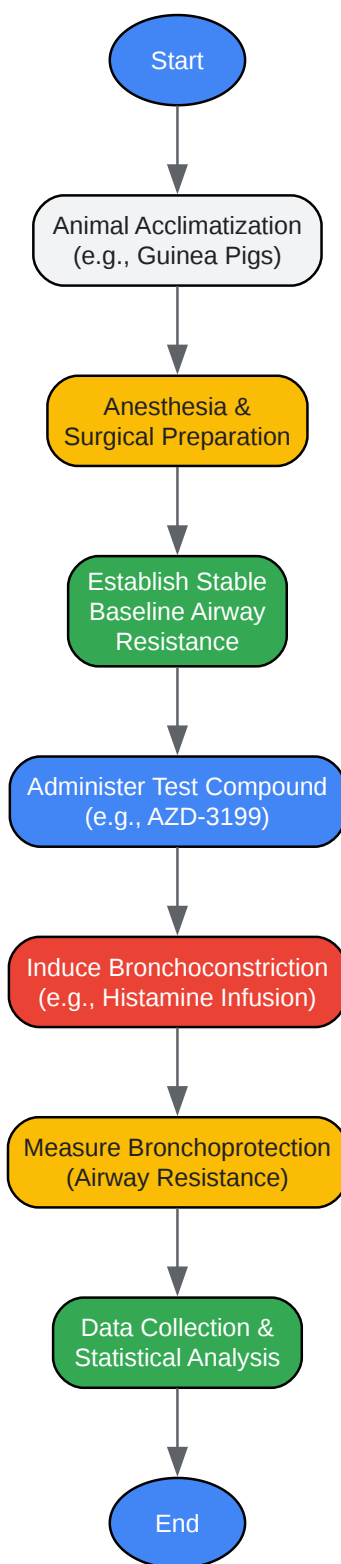 Start
Animal Acclimatization
(e.g., Guinea Pigs)
Anesthesia &
Surgical Preparation
Establish Stable
Baseline Airway
Resistance
Administer Test Compound
(e.g., AZD-3199)
Induce Bronchoconstriction
(e.g., Histamine Infusion)
Measure Bronchoprotection
(Airway Resistance)
Data Collection &
Statistical Analysis
End